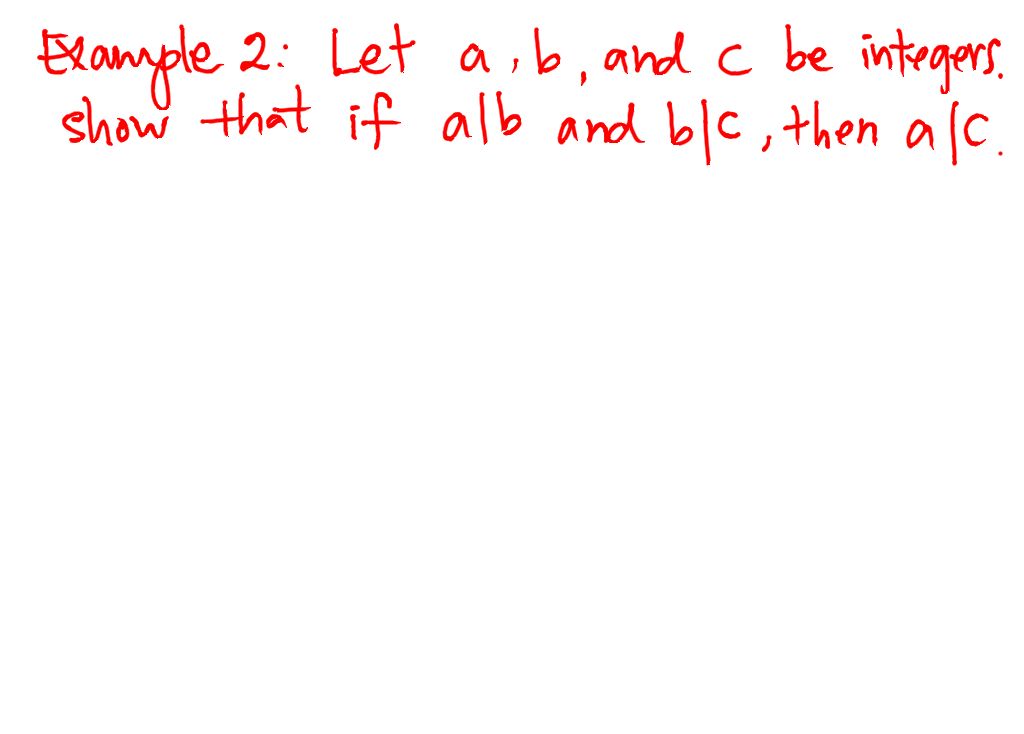 Example 2: Let a, b, and c be integers.
show that if a|b and b|c, then a|c.